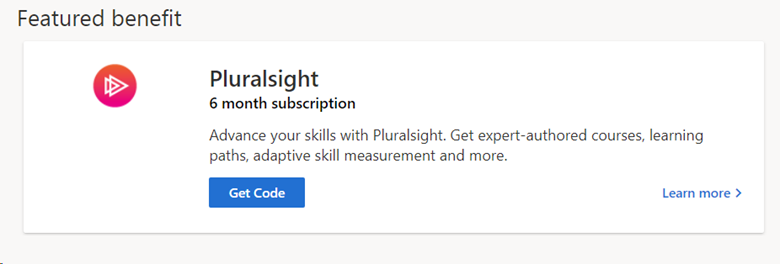 Featured benefit
Pluralsight
6 month subscription
Advance your skills with Pluralsight. Get expert-authored courses, learning
paths, adaptive skill measurement and more.
Get Code
Learn more >